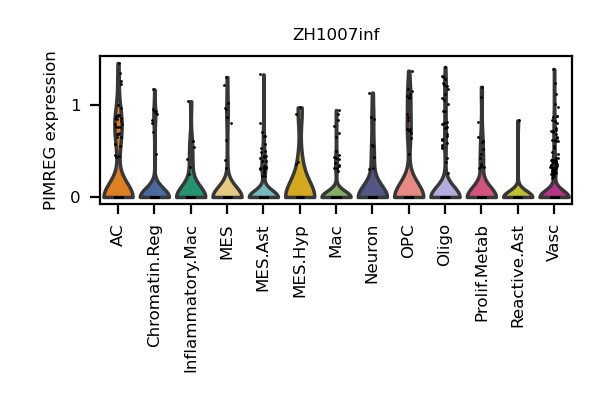 ZH1007inf
PIMREG expression
1
0
AC
Chromatin.Reg
Inflammatory.Mac
MES
MES.Ast
MES.Hyp
Mac
Neuron
OPC
Oligo
Prolif.Metab
Reactive.Ast
Vasc